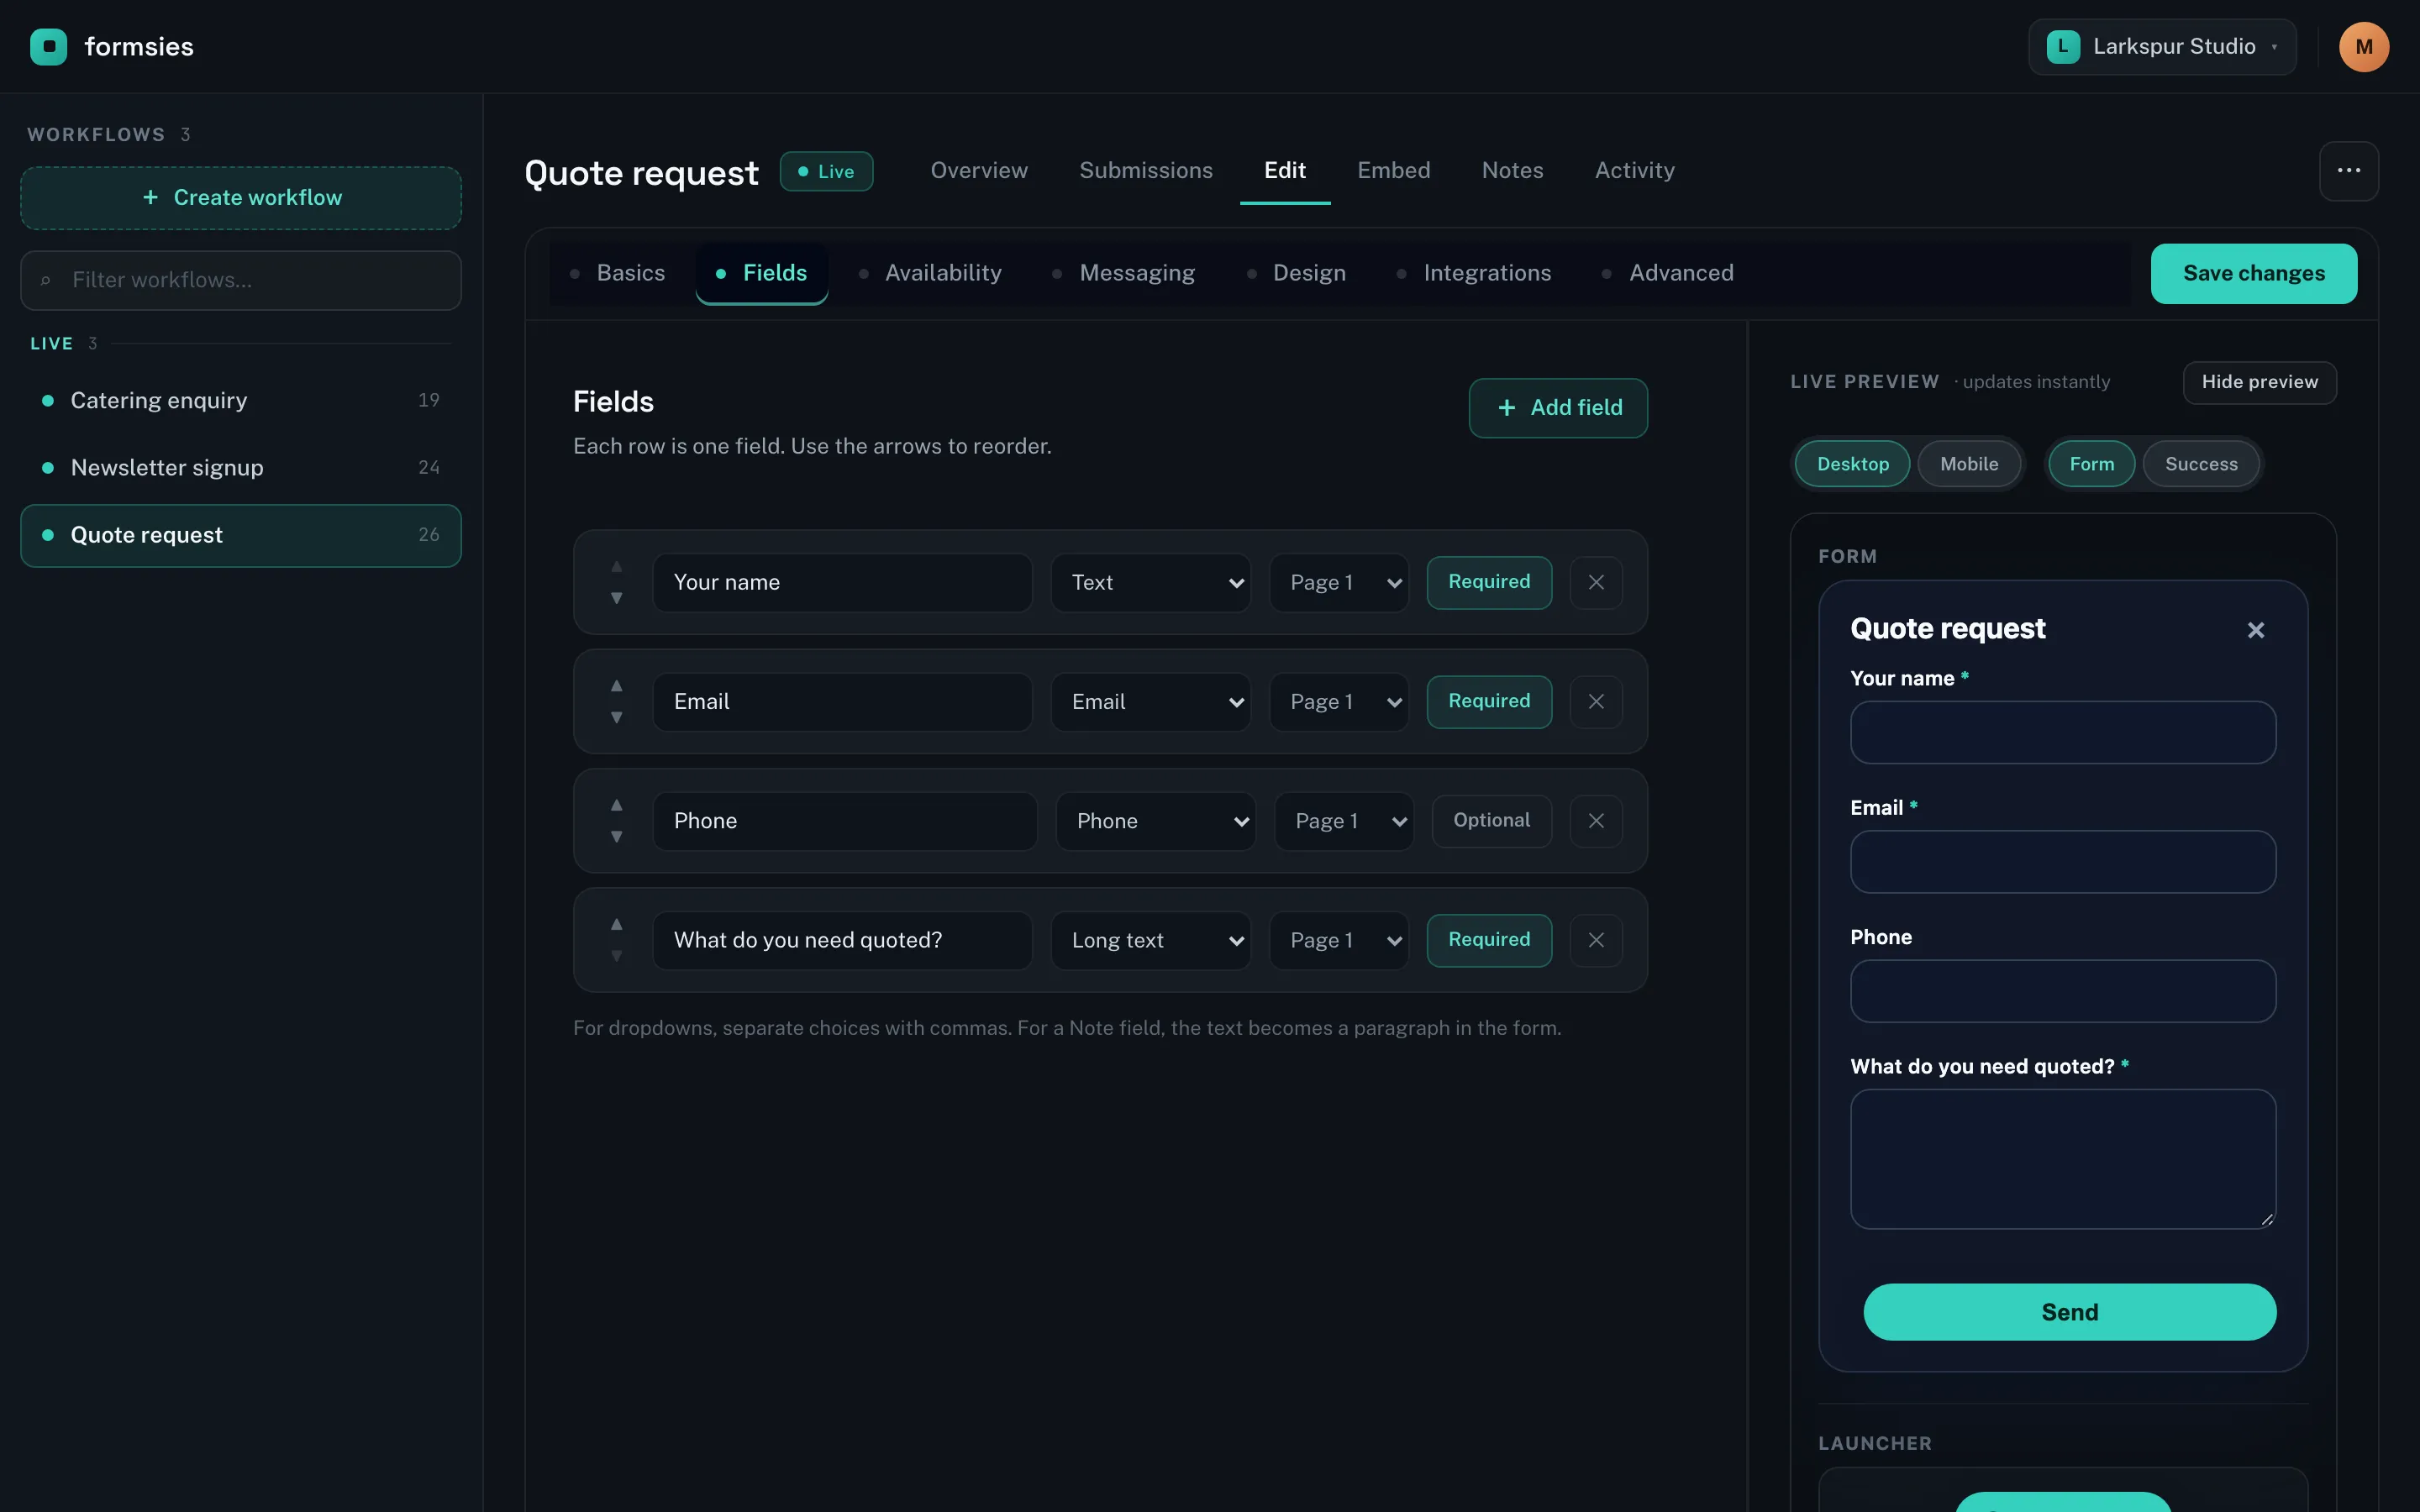 formsies
L Larkspur Studio
M
WORKFLOWS 3
+ Create workflow
Filter workflows...
LIVE 3
Catering enquiry 19
Newsletter signup 24
Quote request 26
Quote request Live Overview Submissions Edit Embed Notes Activity
Basics Fields Availability Messaging Design Integrations Advanced Save changes
Fields
Each row is one field. Use the arrows to reorder.
+ Add field
Your name Text Page 1 Required
Email Email Page 1 Required
Phone Phone Page 1 Optional
What do you need quoted? Long text Page 1 Required
For dropdowns, separate choices with commas. For a Note field, the text becomes a paragraph in the form.
LIVE PREVIEW · updates instantly Hide preview
Desktop Mobile Form Success
FORM
Quote request
Your name *
Email *
Phone
What do you need quoted? *
Send
LAUNCHER